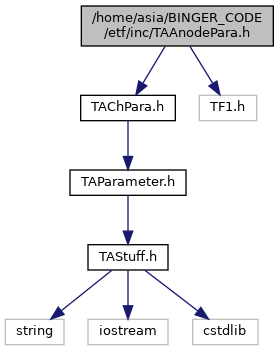 /home/asia/BINGER_CODE
/etf/inc/TAAnodePara.h
TAChPara.h
TF1.h
TAParameter.h
TAStuff.h
string
iostream
cstdlib